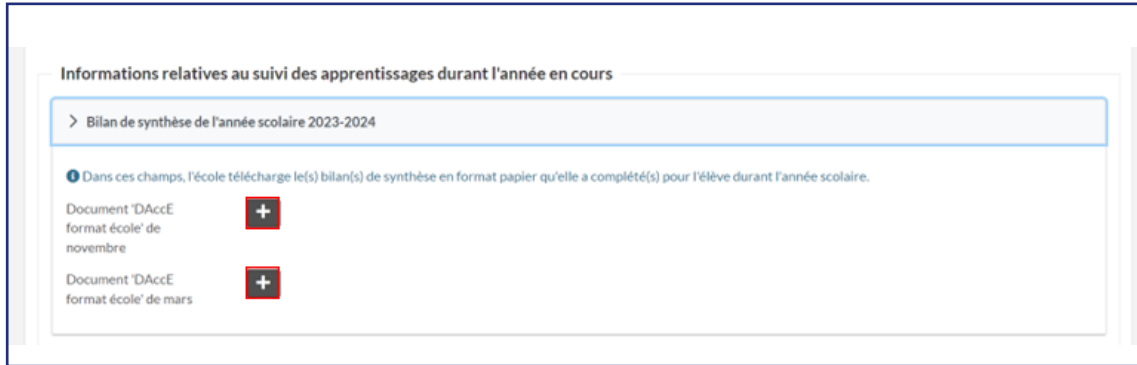 Informations relatives au suivi des apprentissages durant l'année en cours
Bilan de synthèse de l'année scolaire 2023-2024
Dans ces champs, l'école télécharge le(s) bilan(s) de synthèse en format papier qu'elle a complété(s) pour l'élève durant l'année scolaire.
Document 'DAccE
format école' de
novembre
Document 'DAccE
format école' de mars